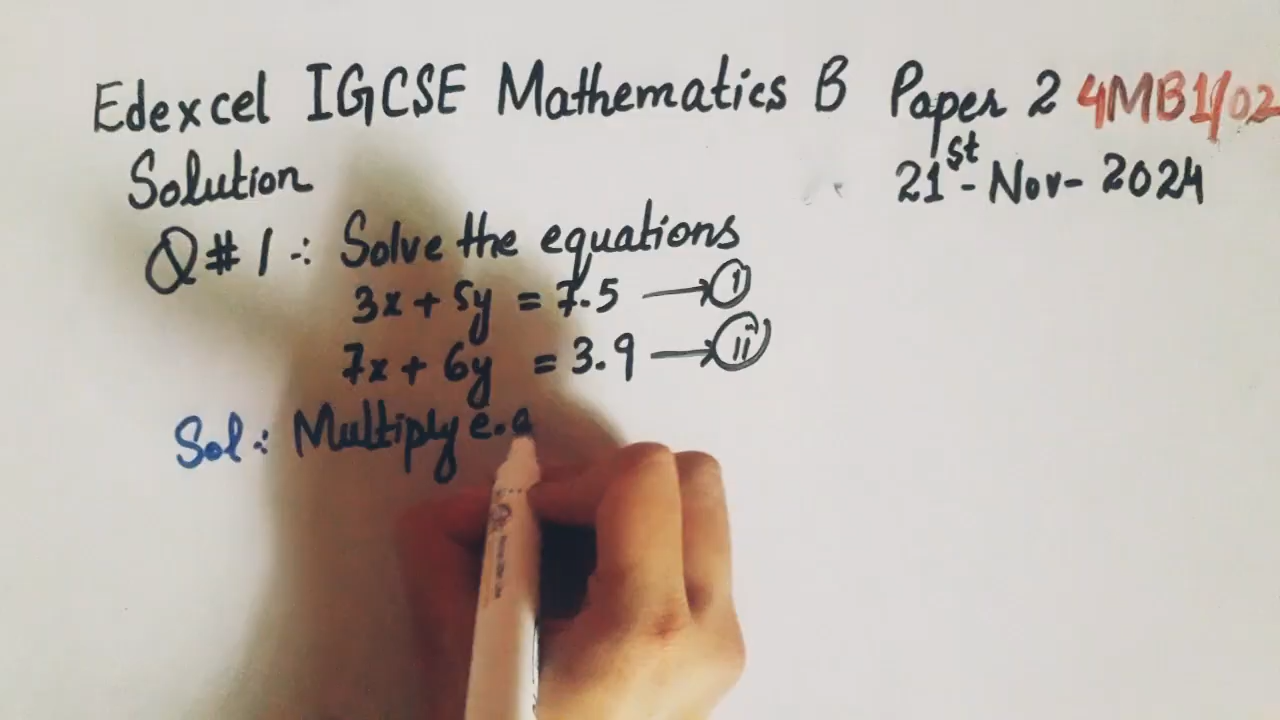 Edexcel IGCSE Mathematics B Paper 2 4MB1/02
Solution 21st-Nov-2024
Q#1:- Solve the equations
3x + 5y = 7.5 → i
7x + 6y = 3.9 → ii
Sol: Multiply e.